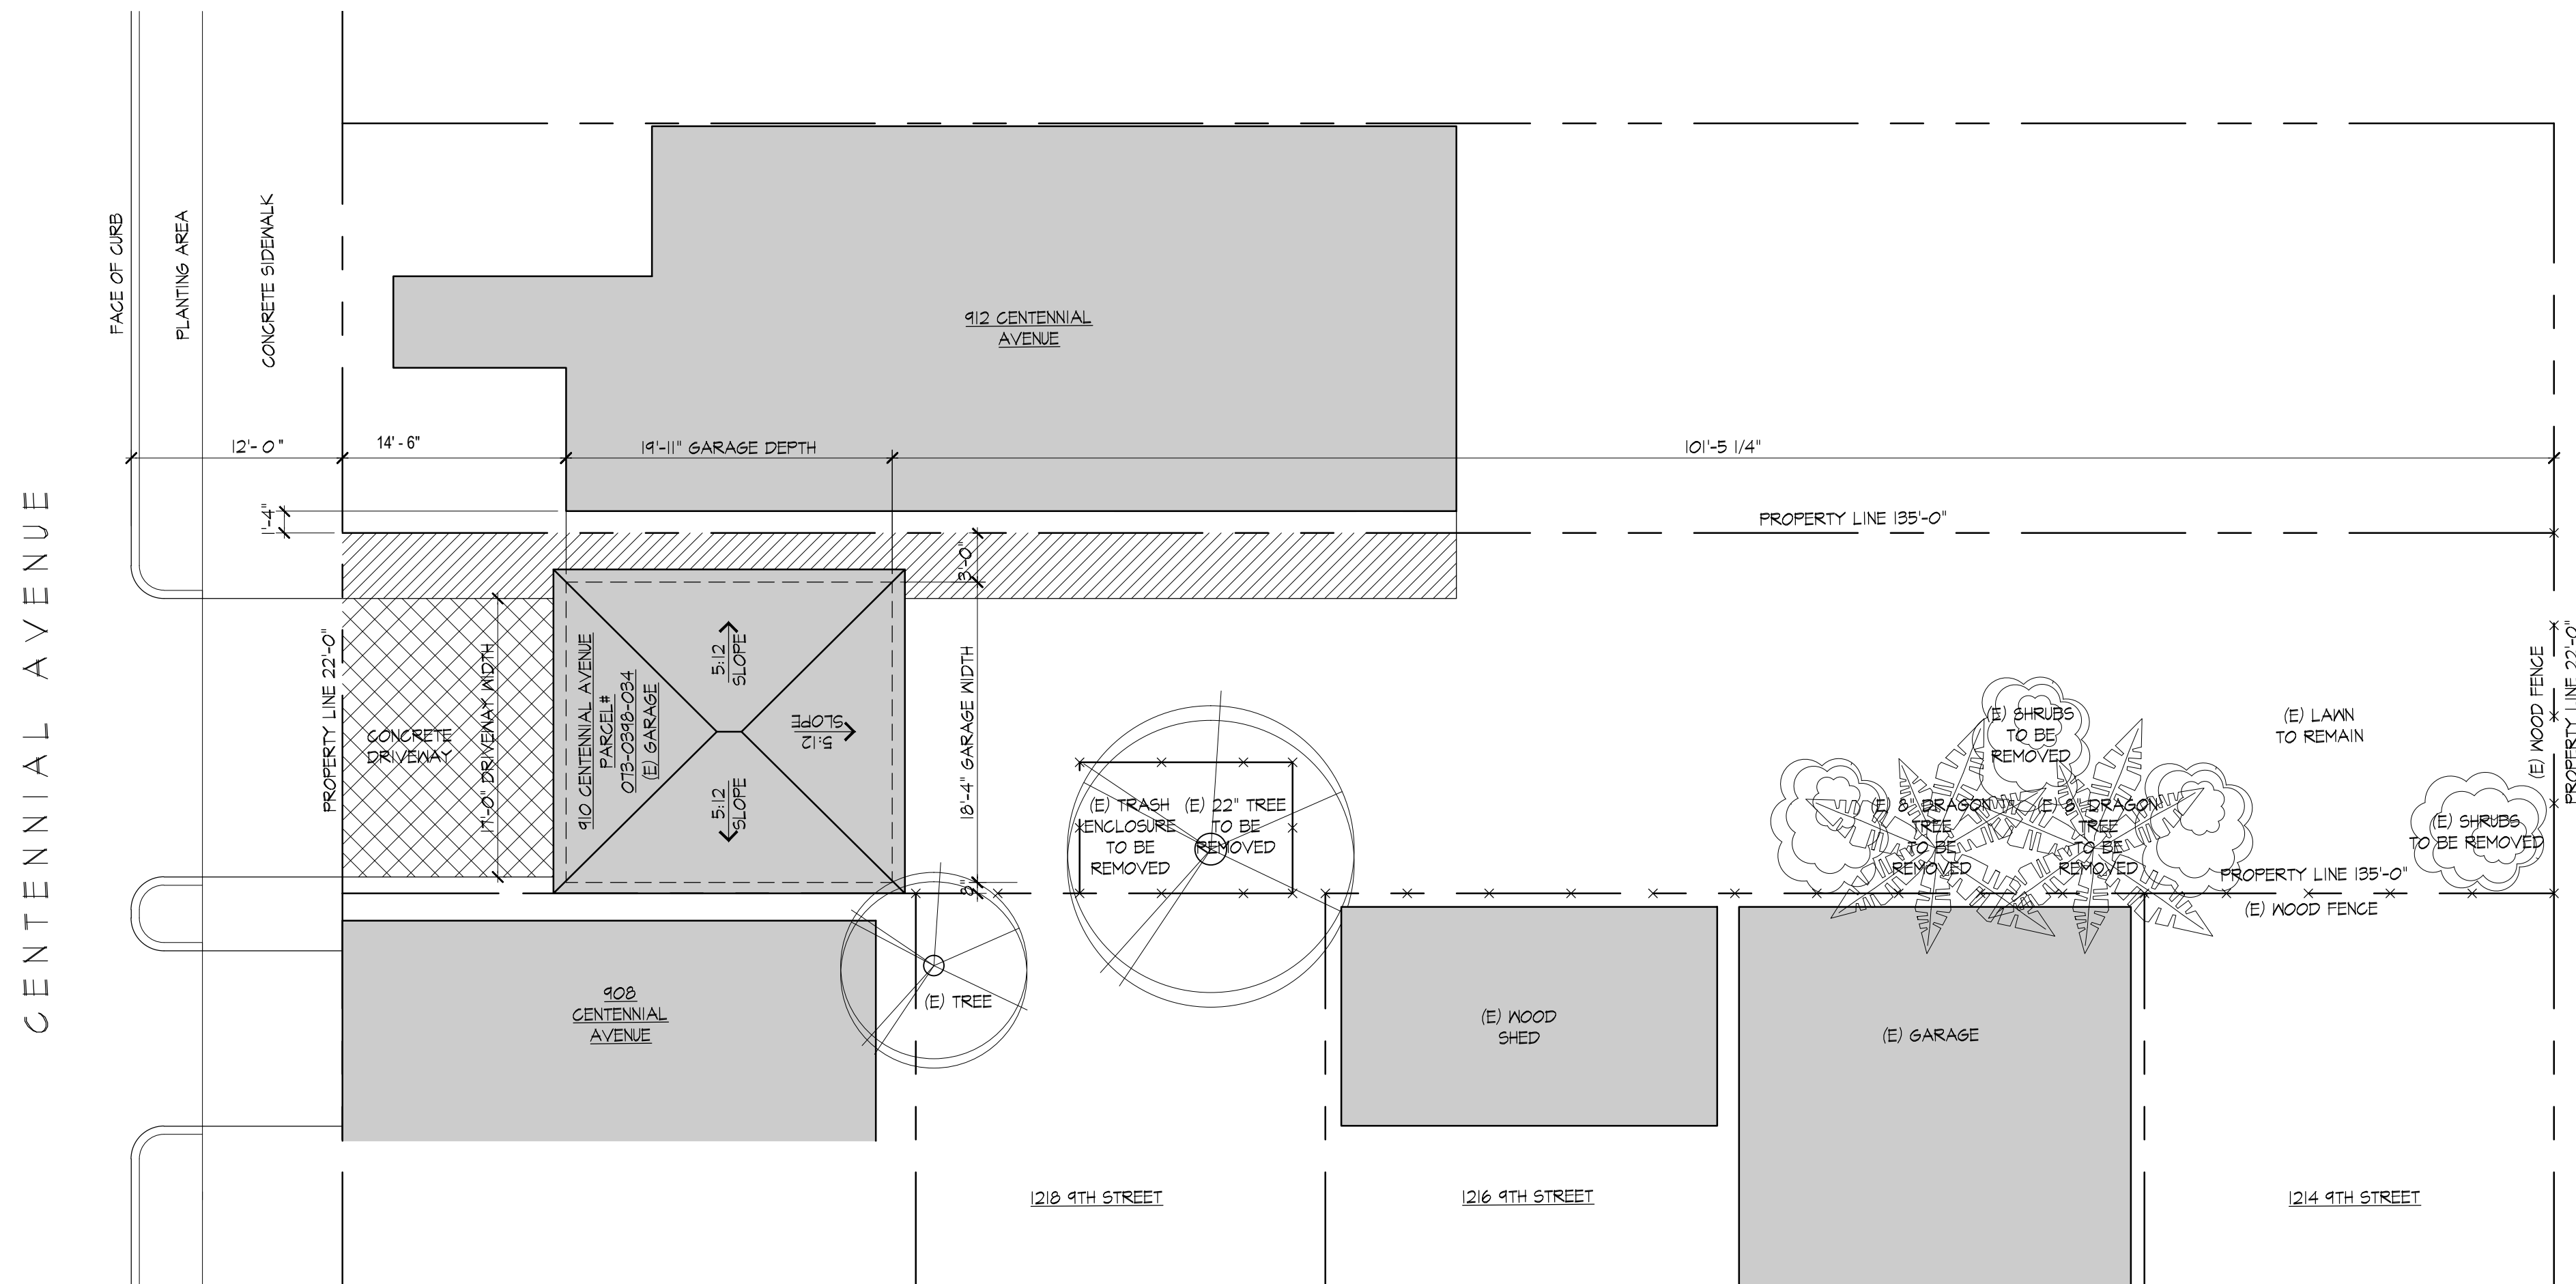 CENTENNIAL AVENUE
FACE OF CURB
PLANTING AREA
CONCRETE SIDEWALK
912 CENTENNIAL
AVENUE
12'-0"
14'-6"
19'-11" GARAGE DEPTH
101'-5 1/4"
1'-4"
PROPERTY LINE 135'-0"
3'-0"
PROPERTY LINE 22'-0"
CONCRETE
DRIVEWAY
17'-0" DRIVEWAY WIDTH
910 CENTENNIAL AVENUE
PARCEL#
073-0398-034
(E) GARAGE
5:12
SLOPE
5:12
SLOPE
5:12
SLOPE
18'-4" GARAGE WIDTH
8"
(E) TRASH
ENCLOSURE
TO BE
REMOVED
(E) 22" TREE
TO BE
REMOVED
(E) SHRUBS
TO BE
REMOVED
(E) 8" DRAGON
TREE
TO BE
REMOVED
(E) 8" DRAGON
TREE
TO BE
REMOVED
(E) LAWN
TO REMAIN
(E) SHRUBS
TO BE REMOVED
(E) WOOD FENCE
PROPERTY LINE 22'-0"
PROPERTY LINE 135'-0"
(E) WOOD FENCE
908
CENTENNIAL
AVENUE
(E) TREE
(E) WOOD
SHED
(E) GARAGE
1218 9TH STREET
1216 9TH STREET
1214 9TH STREET